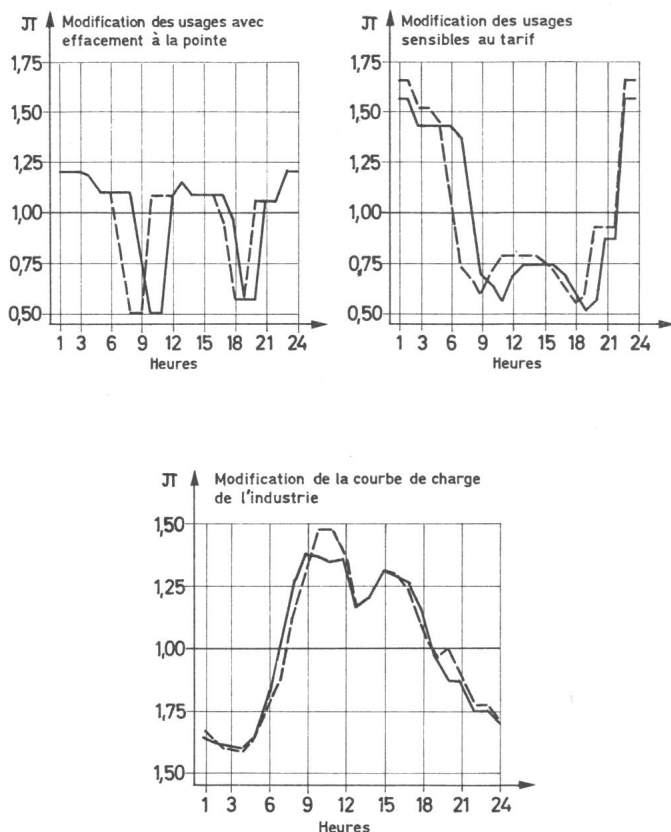 JT Modification des usages avec
effacement à la pointe
1,75
1,50
1,25
1,00
0,75
0,50
1 3 6 9 12 15 18 21 24
Heures
JT Modification des usages
sensibles au tarif
1,75
1,50
1,25
1,00
0,75
0,50
1 3 6 9 12 15 18 21 24
Heures
JT Modification de la courbe de charge
de l'industrie
1,50
1,25
1,00
1,75
1,50
1 3 6 9 12 15 18 21 24
Heures